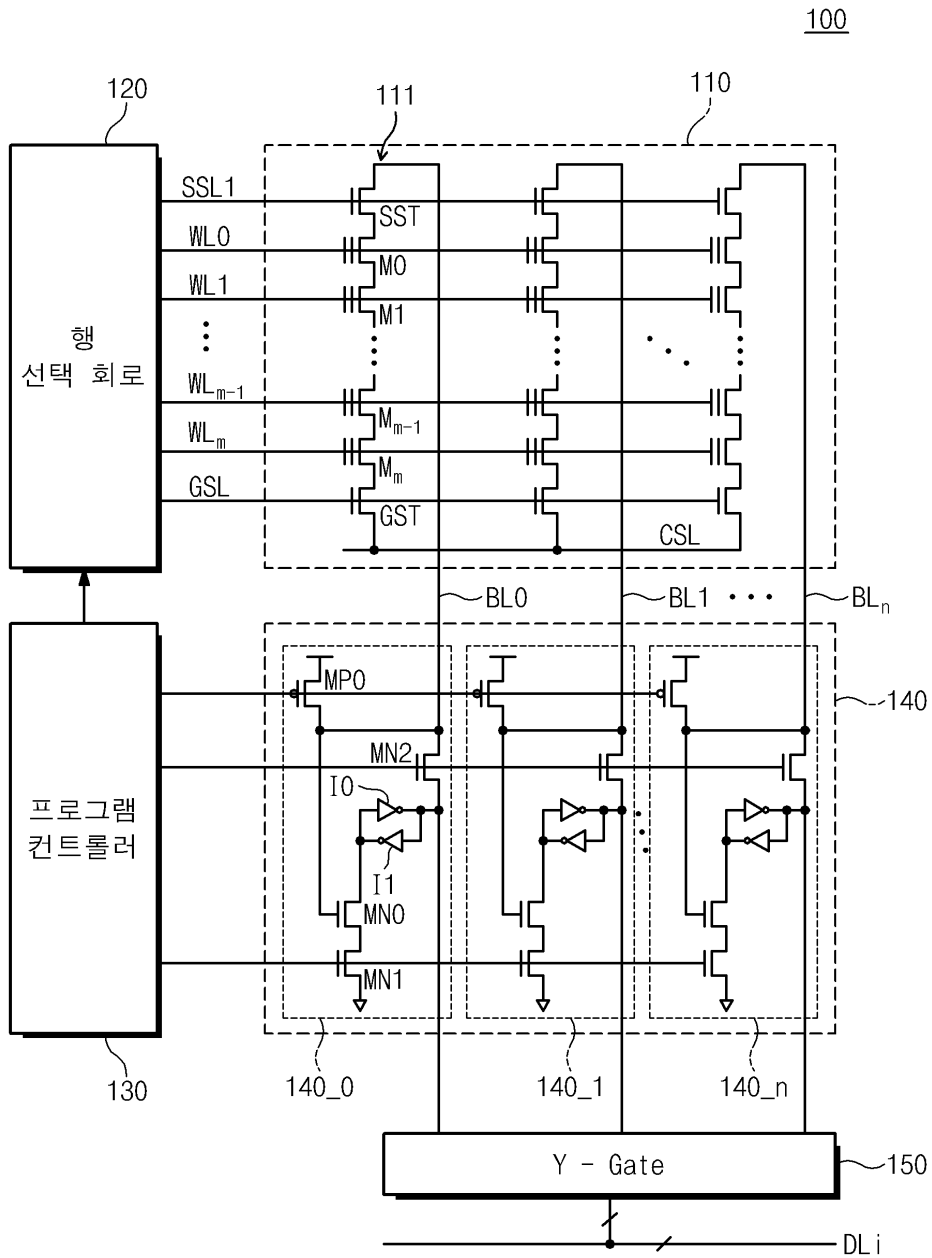 100
120
111
110
SSL1
SST
WL0
M0
WL1
M1
행
선택 회로
WLm-1
Mm-1
WLm
Mm
GSL
GST
CSL
BL0
BL1
BLn
MP0
140
MN2
I0
프로그램
컨트롤러
I1
MN0
MN1
130
140_0
140_1
140_n
Y - Gate
150
DLi